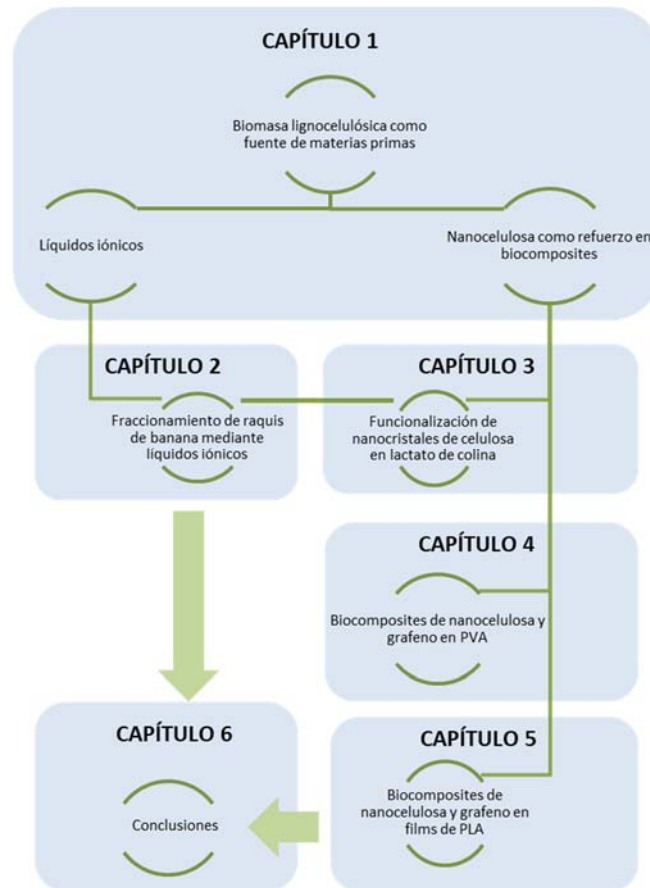 CAPÍTULO 1
Biomasa lignocelulósica como
fuente de materias primas
Líquidos iónicos
Nanocelulosa como refuerzo en
biocomposites
CAPÍTULO 2
Fraccionamiento de raquis
de banana mediante
líquidos iónicos
CAPÍTULO 3
Funcionalización de
nanocristales de celulosa
en lactato de colina
CAPÍTULO 4
Biocomposites de nanocelulosa y
grafeno en PVA
CAPÍTULO 6
Conclusiones
CAPÍTULO 5
Biocomposites de
nanocelulosa y grafeno en
films de PLA